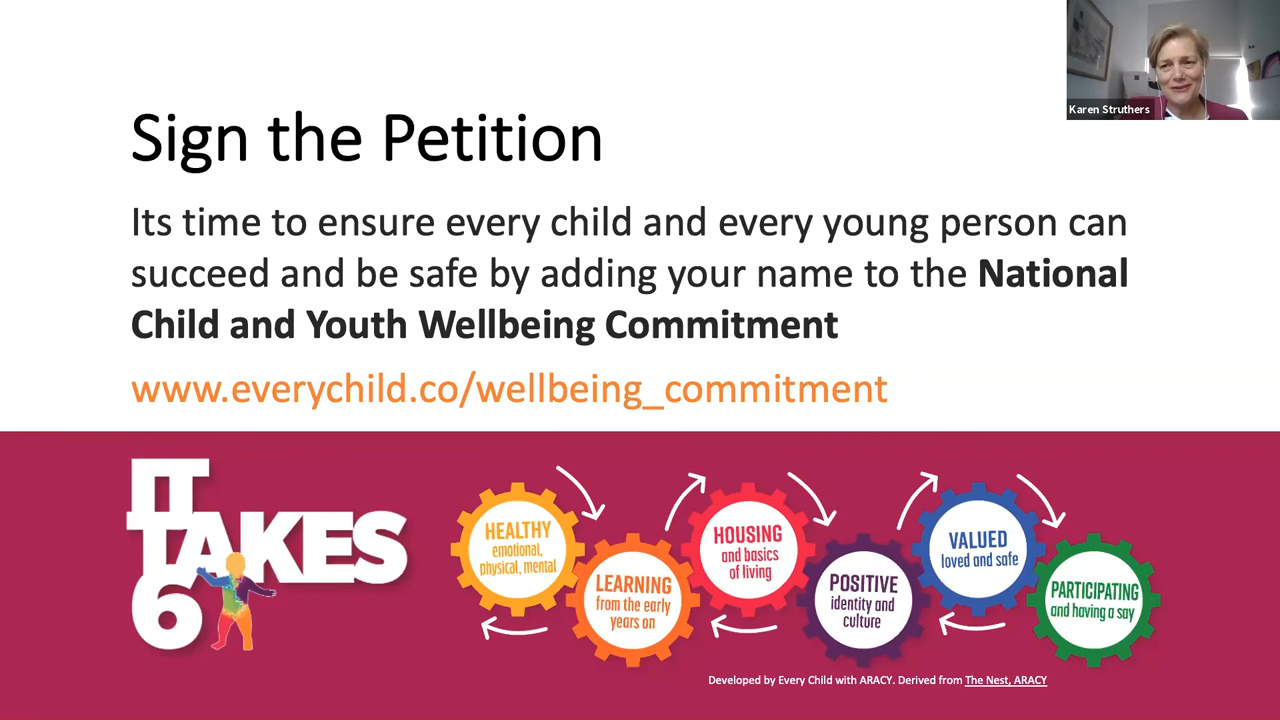 Karen Struthers
Sign the Petition
Its time to ensure every child and every young person can
succeed and be safe by adding your name to the National
Child and Youth Wellbeing Commitment
www.everychild.co/wellbeing_commitment
IT
TAKES
6
HEALTHY
emotional,
physical, mental
LEARNING
from the early
years on
HOUSING
and basics
of living
POSITIVE
identity and
culture
VALUED
loved and safe
PARTICIPATING
and having a say
Developed by Every Child with ARACY. Derived from The Nest, ARACY